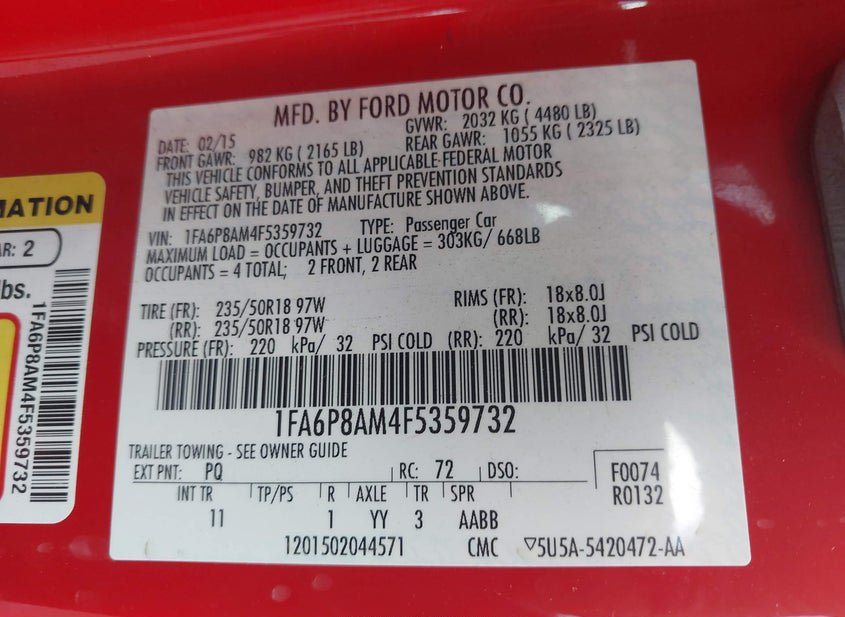 MFD. BY FORD MOTOR CO.
DATE: 02/15 GVWR: 2032 KG ( 4480 LB)
FRONT GAWR: 982 KG ( 2165 LB) REAR GAWR: 1055 KG ( 2325 LB)
THIS VEHICLE CONFORMS TO ALL APPLICABLE FEDERAL MOTOR
VEHICLE SAFETY, BUMPER, AND THEFT PREVENTION STANDARDS
IN EFFECT ON THE DATE OF MANUFACTURE SHOWN ABOVE.
VIN: 1FA6P8AM4F5359732 TYPE: Passenger Car
MAXIMUM LOAD = OCCUPANTS + LUGGAGE = 303KG/ 668LB
OCCUPANTS = 4 TOTAL; 2 FRONT, 2 REAR
TIRE (FR): 235/50R18 97W RIMS (FR): 18x8.0J
(RR): 235/50R18 97W (RR): 18x8.0J
PRESSURE (FR): 220 kPa/ 32 PSI COLD (RR): 220 kPa/ 32 PSI COLD
1FA6P8AM4F5359732
TRAILER TOWING - SEE OWNER GUIDE
EXT PNT: PQ RC: 72 DSO: F0074
R0132
INT TR TP/PS R AXLE TR SPR
11 1 YY 3 AABB
1201502044571 CMC ▽5U5A-5420472-AA
MATION
AR: 2
bs.
1FA6P8AM4F5359732